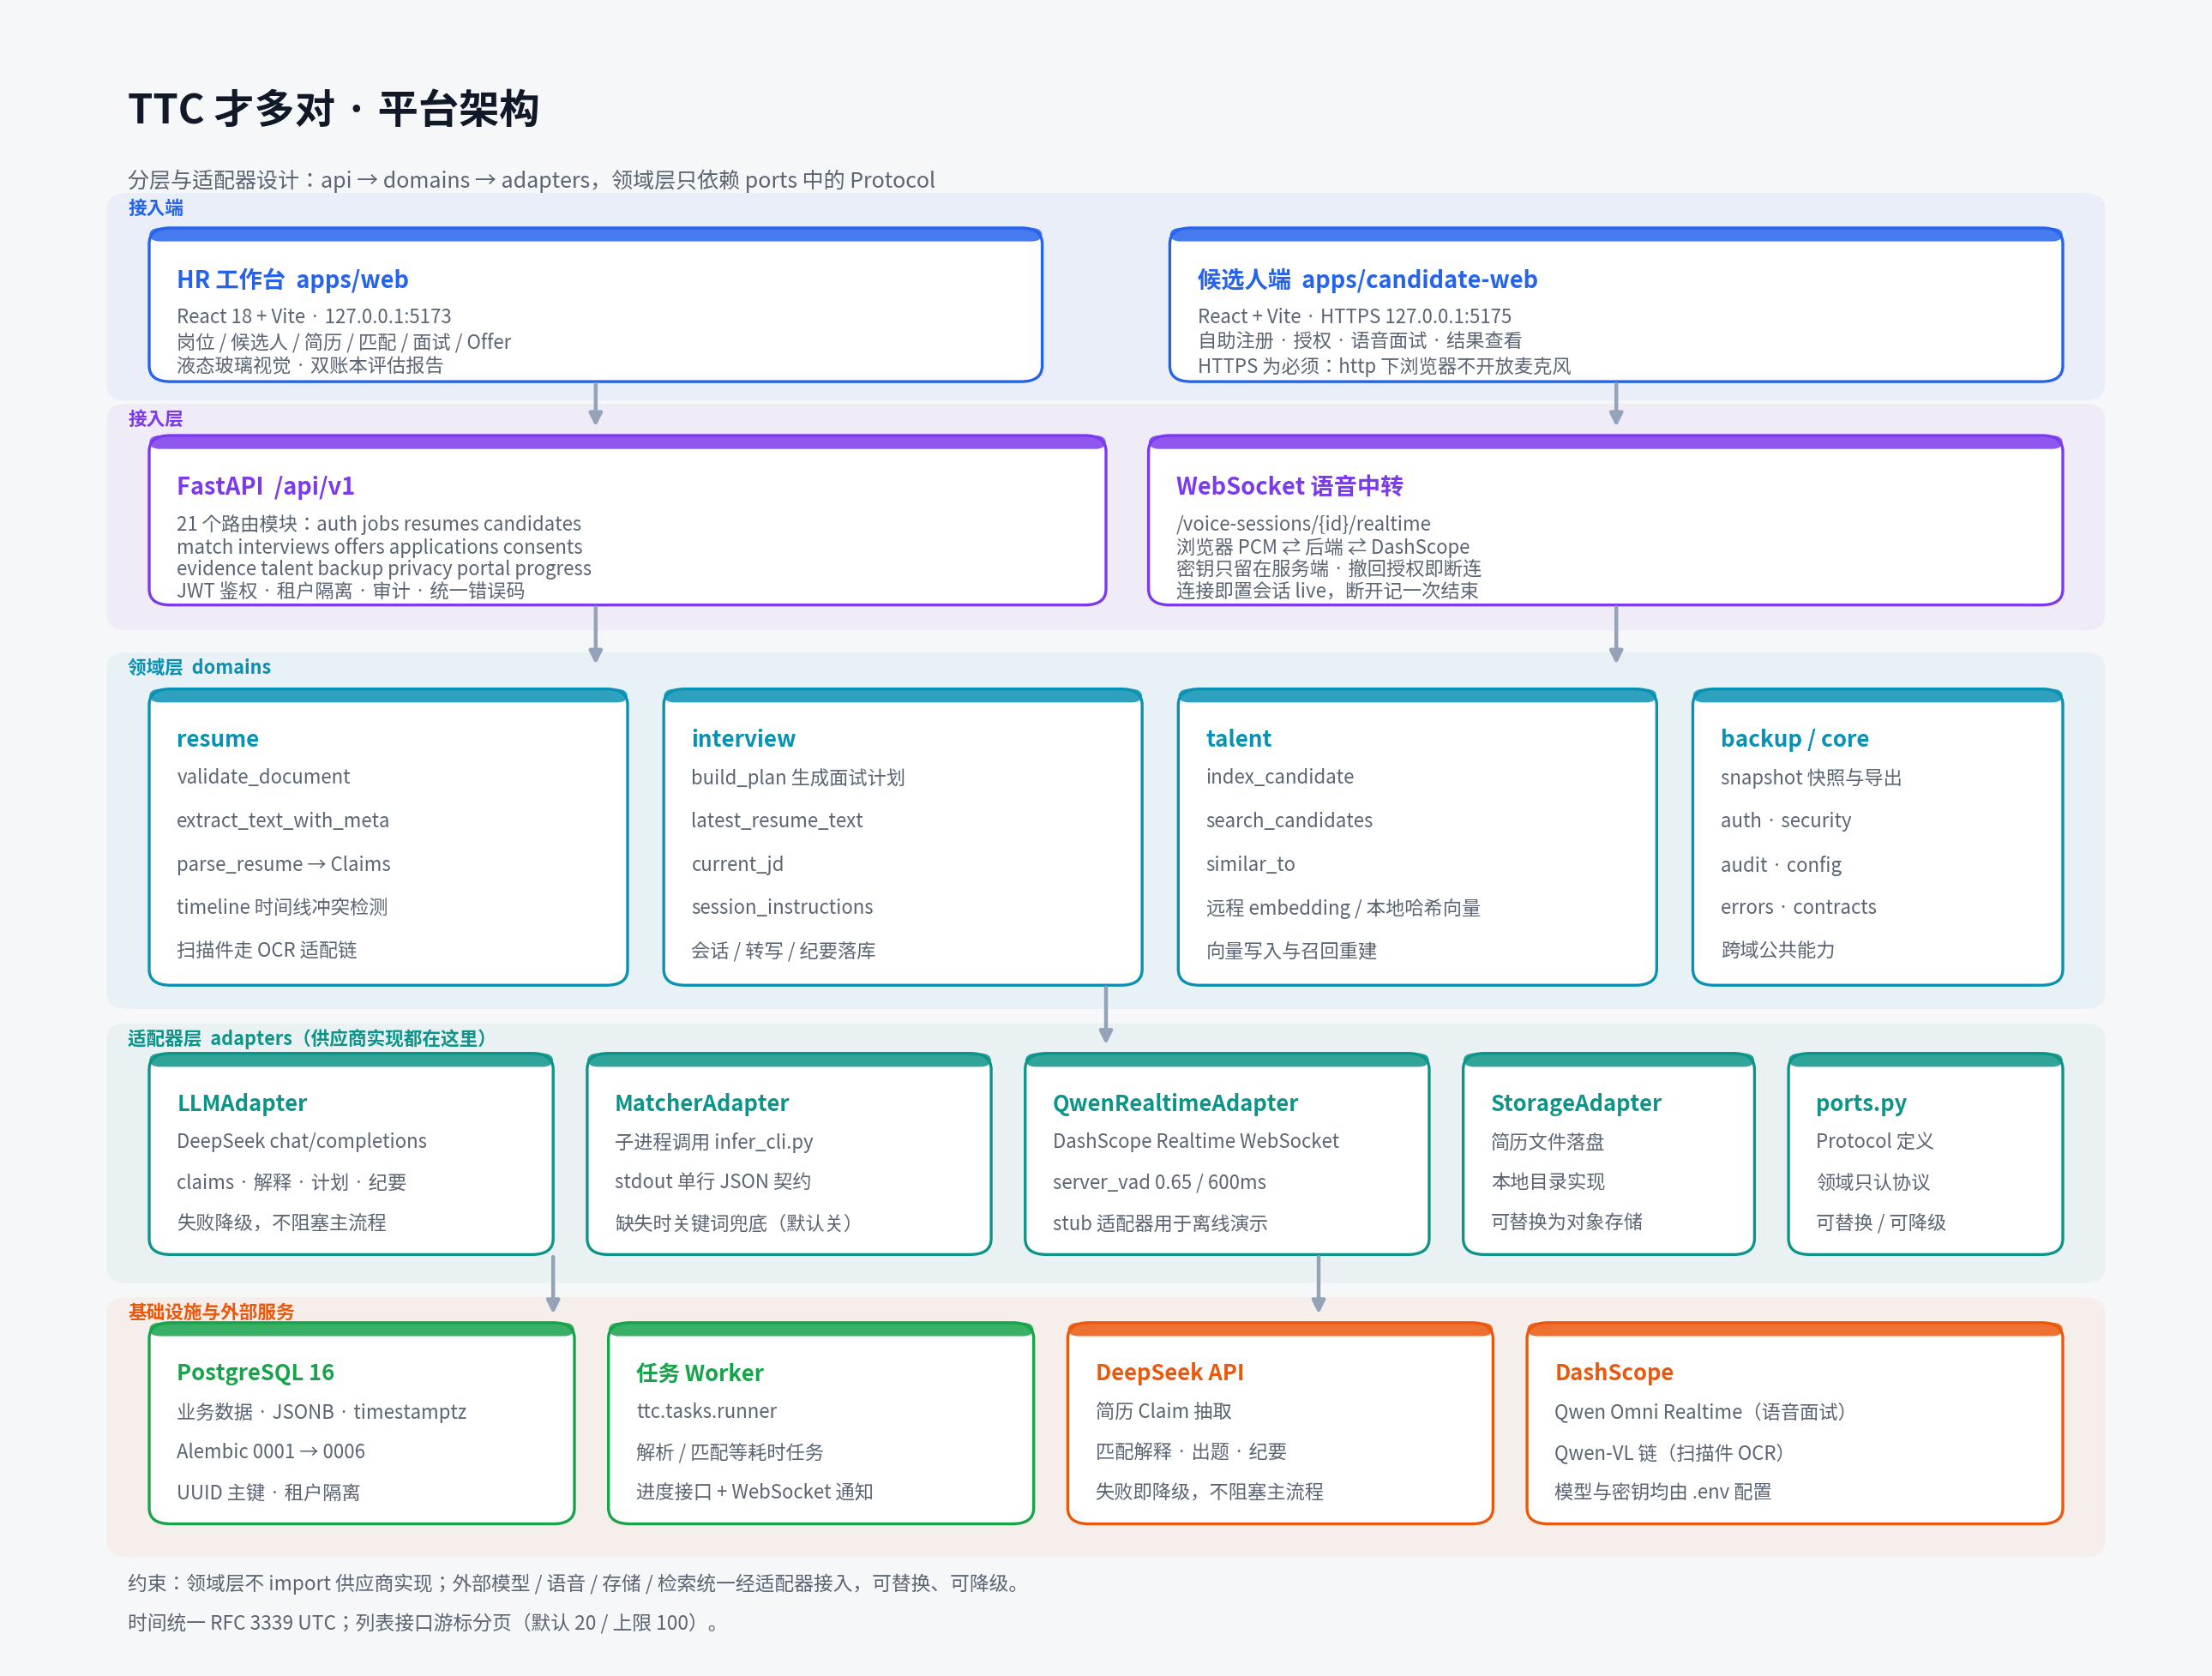 TTC 才多对 · 平台架构
分层与适配器设计：api → domains → adapters，领域层只依赖 ports 中的 Protocol
接入端
HR 工作台 apps/web
React 18 + Vite · 127.0.0.1:5173
岗位 / 候选人 / 简历 / 匹配 / 面试 / Offer
液态玻璃视觉 · 双账本评估报告
候选人端 apps/candidate-web
React + Vite · HTTPS 127.0.0.1:5175
自助注册 · 授权 · 语音面试 · 结果查看
HTTPS 为必须：http 下浏览器不开放麦克风
接入层
FastAPI /api/v1
21 个路由模块：auth jobs resumes candidates
match interviews offers applications consents
evidence talent backup privacy portal progress
JWT 鉴权 · 租户隔离 · 审计 · 统一错误码
WebSocket 语音中转
/voice-sessions/{id}/realtime
浏览器 PCM ⇄ 后端 ⇄ DashScope
密钥只留在服务端 · 撤回授权即断连
连接即置会话 live，断开记一次结束
领域层 domains
resume
validate_document
extract_text_with_meta
parse_resume → Claims
timeline 时间线冲突检测
扫描件走 OCR 适配链
interview
build_plan 生成面试计划
latest_resume_text
current_jd
session_instructions
会话 / 转写 / 纪要落库
talent
index_candidate
search_candidates
similar_to
远程 embedding / 本地哈希向量
向量写入与召回重建
backup / core
snapshot 快照与导出
auth · security
audit · config
errors · contracts
跨域公共能力
适配器层 adapters（供应商实现都在这里）
LLMAdapter
DeepSeek chat/completions
claims · 解释 · 计划 · 纪要
失败降级，不阻塞主流程
MatcherAdapter
子进程调用 infer_cli.py
stdout 单行 JSON 契约
缺失时关键词兜底（默认关）
QwenRealtimeAdapter
DashScope Realtime WebSocket
server_vad 0.65 / 600ms
stub 适配器用于离线演示
StorageAdapter
简历文件落盘
本地目录实现
可替换为对象存储
ports.py
Protocol 定义
领域只认协议
可替换 / 可降级
基础设施与外部服务
PostgreSQL 16
业务数据 · JSONB · timestamptz
Alembic 0001 → 0006
UUID 主键 · 租户隔离
任务 Worker
ttc.tasks.runner
解析 / 匹配等耗时任务
进度接口 + WebSocket 通知
DeepSeek API
简历 Claim 抽取
匹配解释 · 出题 · 纪要
失败即降级，不阻塞主流程
DashScope
Qwen Omni Realtime（语音面试）
Qwen-VL 链（扫描件 OCR）
模型与密钥均由 .env 配置
约束：领域层不 import 供应商实现；外部模型 / 语音 / 存储 / 检索统一经适配器接入，可替换、可降级。
时间统一 RFC 3339 UTC；列表接口游标分页（默认 20 / 上限 100）。